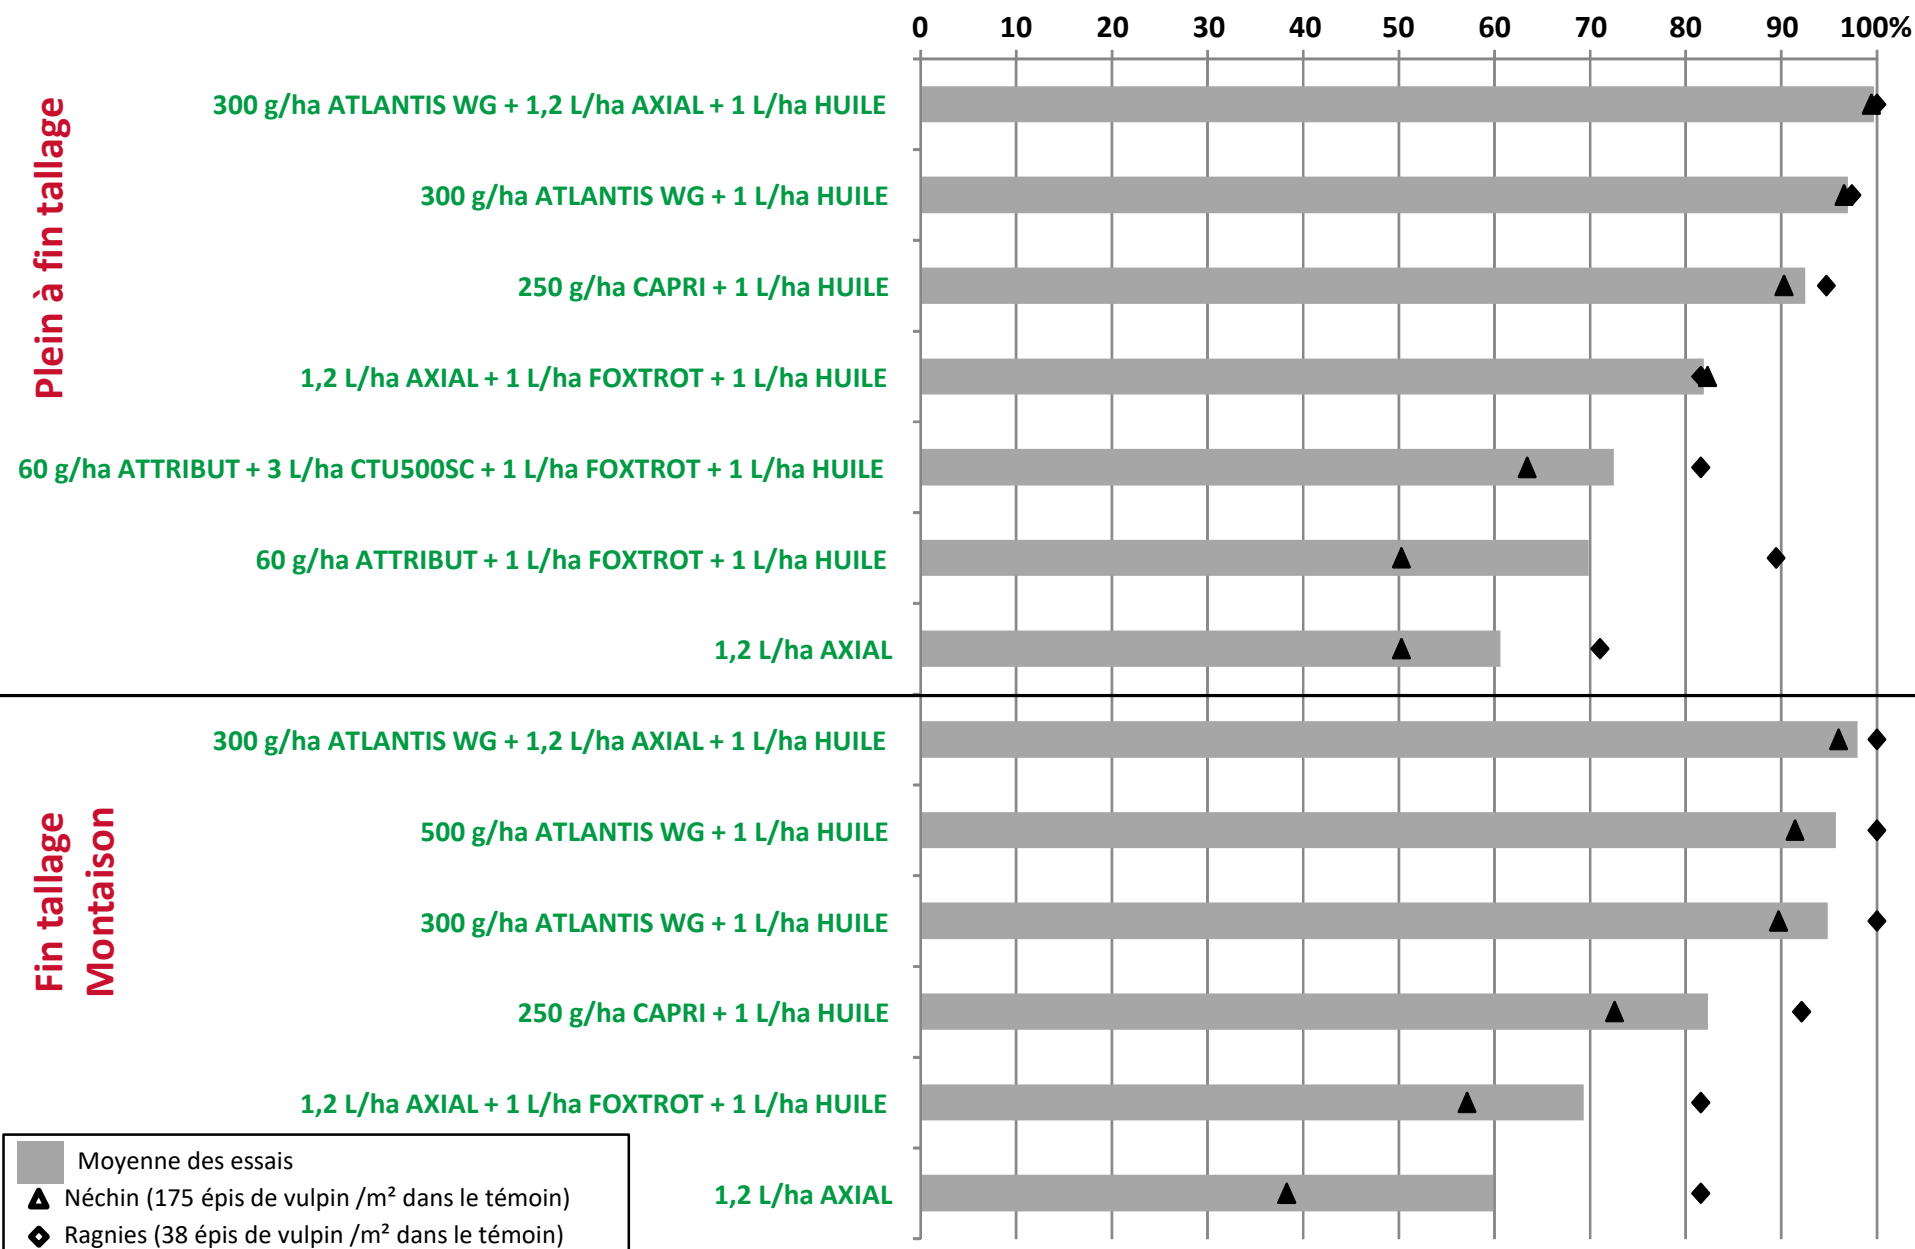 0 10 20 30 40 50 60 70 80 90 100%
Plein à fin tallage
300 g/ha ATLANTIS WG + 1,2 L/ha AXIAL + 1 L/ha HUILE
300 g/ha ATLANTIS WG + 1 L/ha HUILE
250 g/ha CAPRI + 1 L/ha HUILE
1,2 L/ha AXIAL + 1 L/ha FOXTROT + 1 L/ha HUILE
60 g/ha ATTRIBUT + 3 L/ha CTU500SC + 1 L/ha FOXTROT + 1 L/ha HUILE
60 g/ha ATTRIBUT + 1 L/ha FOXTROT + 1 L/ha HUILE
1,2 L/ha AXIAL
Fin tallage
Montaison
300 g/ha ATLANTIS WG + 1,2 L/ha AXIAL + 1 L/ha HUILE
500 g/ha ATLANTIS WG + 1 L/ha HUILE
300 g/ha ATLANTIS WG + 1 L/ha HUILE
250 g/ha CAPRI + 1 L/ha HUILE
1,2 L/ha AXIAL + 1 L/ha FOXTROT + 1 L/ha HUILE
1,2 L/ha AXIAL
Moyenne des essais
Néchin (175 épis de vulpin /m² dans le témoin)
Ragnies (38 épis de vulpin /m² dans le témoin)